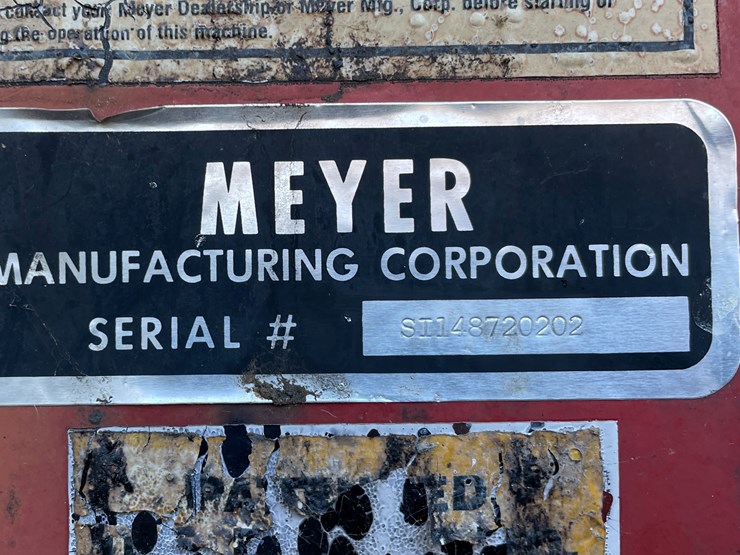 contact your Meyer Dealership or Meyer Mfg., Corp. before starting or
the operation of this machine.
MEYER
MANUFACTURING CORPORATION
SERIAL # SI148720202